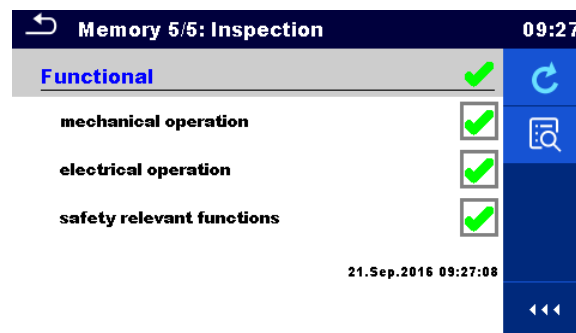 Memory 5/5: Inspection 09:27
Functional
mechanical operation
electrical operation
safety relevant functions
21.Sep.2016 09:27:08